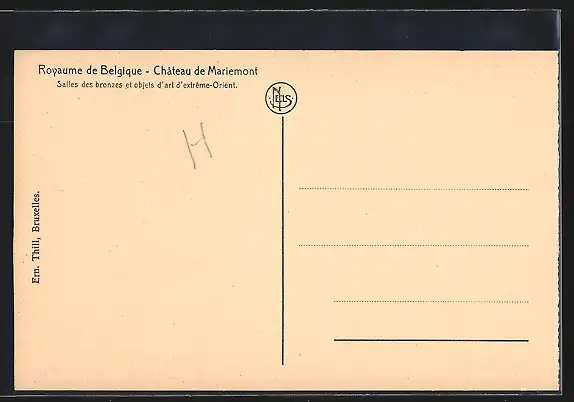 Royaume de Belgique - Château de Mariemont
Salles des bronzes et objets d'art d'extrême-Orient.
NELS
H
Ern. Thill, Bruxelles.